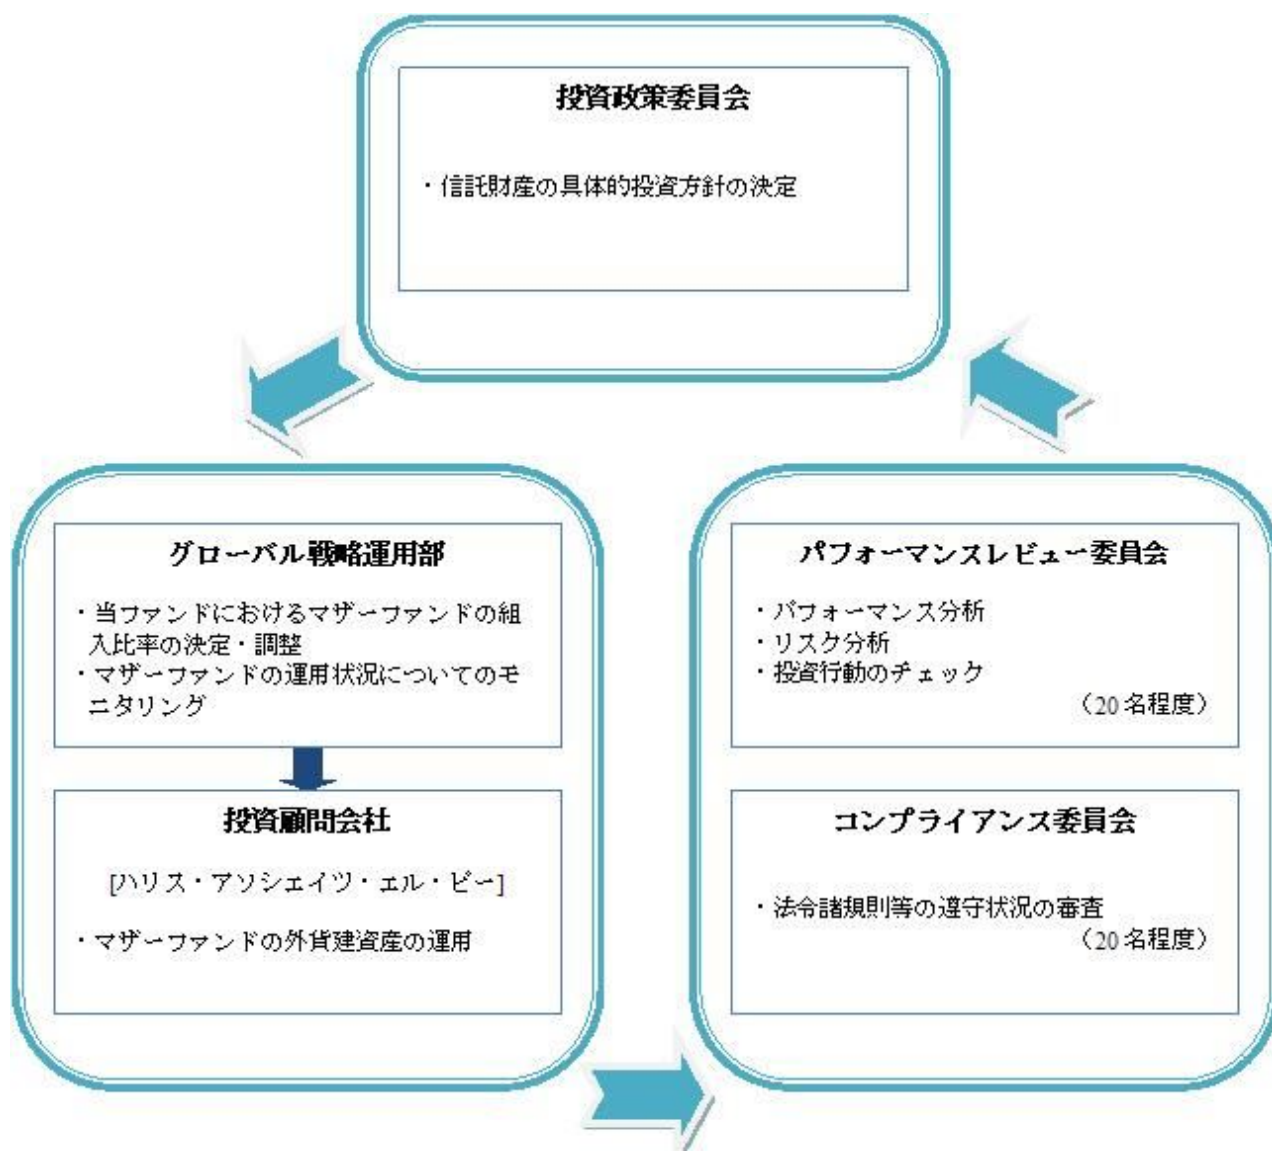 投資政策委員会
・信託財産の具体的投資方針の決定
グローバル戦略運用部
・当ファンドにおけるマザーファンドの組
入比率の決定・調整
・マザーファンドの運用状況についてのモ
ニタリング
投資顧問会社
[ハリス・アソシエイツ・エル・ピー]
・マザーファンドの外貨建資産の運用
パフォーマンスレビュー委員会
・パフォーマンス分析
・リスク分析
・投資行動のチェック
（20名程度）
コンプライアンス委員会
・法令諸規則等の遵守状況の審査
（20名程度）